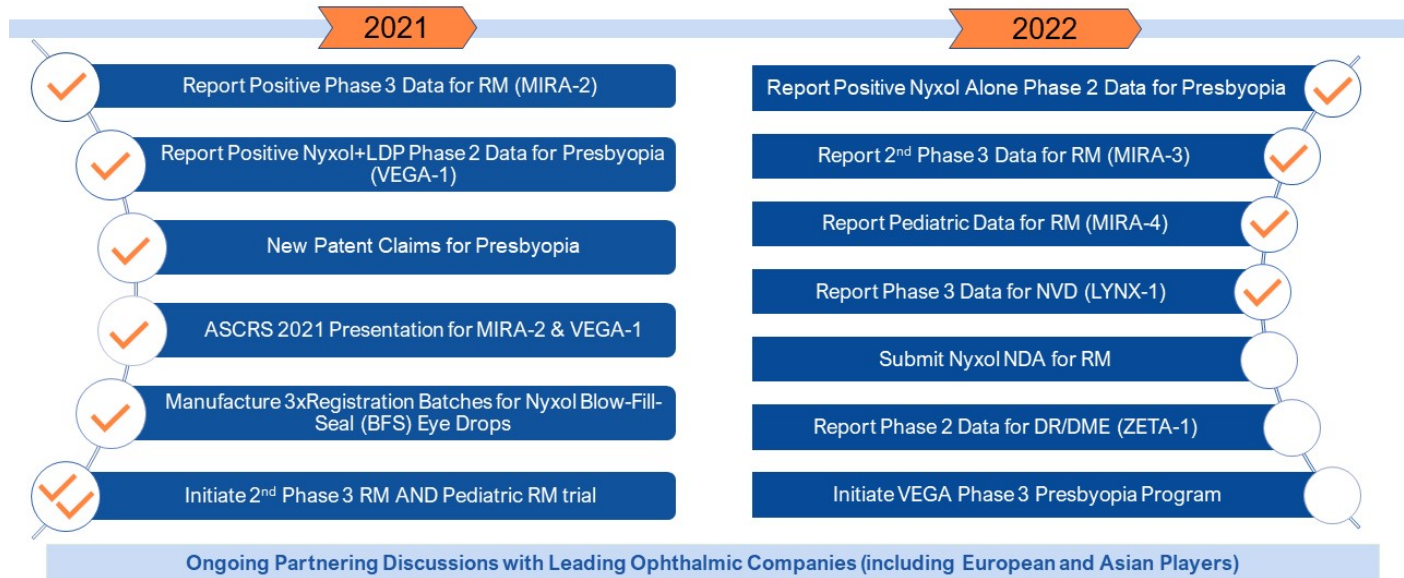 2021
Report Positive Phase 3 Data for RM (MIRA-2)
Report Positive Nyxol+LDP Phase 2 Data for Presbyopia
(VEGA-1)
New Patent Claims for Presbyopia
ASCRS 2021 Presentation for MIRA-2 & VEGA-1
Manufacture 3xRegistration Batches for Nyxol Blow-Fill-
Seal (BFS) Eye Drops
Initiate 2nd Phase 3 RM AND Pediatric RM trial
2022
Report Positive Nyxol Alone Phase 2 Data for Presbyopia
Report 2nd Phase 3 Data for RM (MIRA-3)
Report Pediatric Data for RM (MIRA-4)
Report Phase 3 Data for NVD (LYNX-1)
Submit Nyxol NDA for RM
Report Phase 2 Data for DR/DME (ZETA-1)
Initiate VEGA Phase 3 Presbyopia Program
Ongoing Partnering Discussions with Leading Ophthalmic Companies (including European and Asian Players)